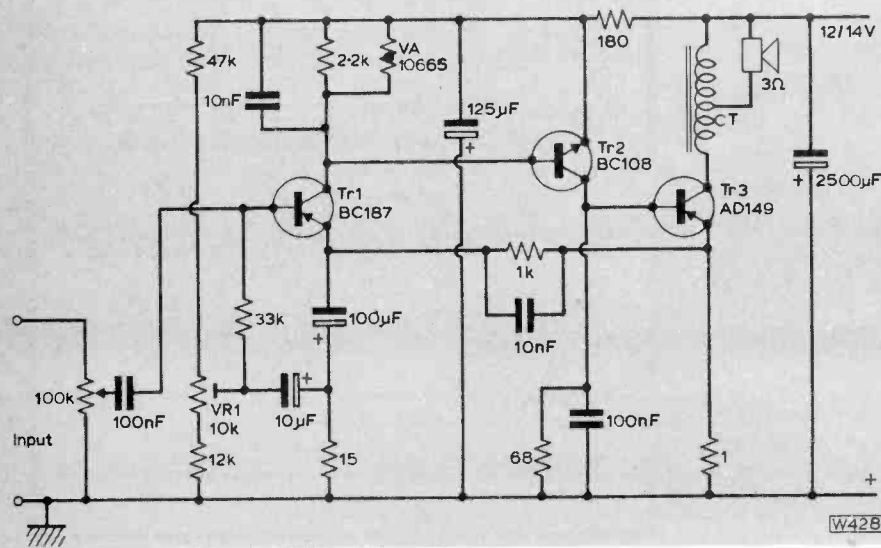 47k
10nF
2·2k
VA
10665
125µF
+
180
12/14V
3Ω
CT
Tr1
BC187
Tr2
BC108
Tr3
AD149
+ 2500µF
1k
10nF
33k
100µF
+
100k
100nF
VR1
10k
10µF
+
Input
12k
15
68
100nF
1
+
W428